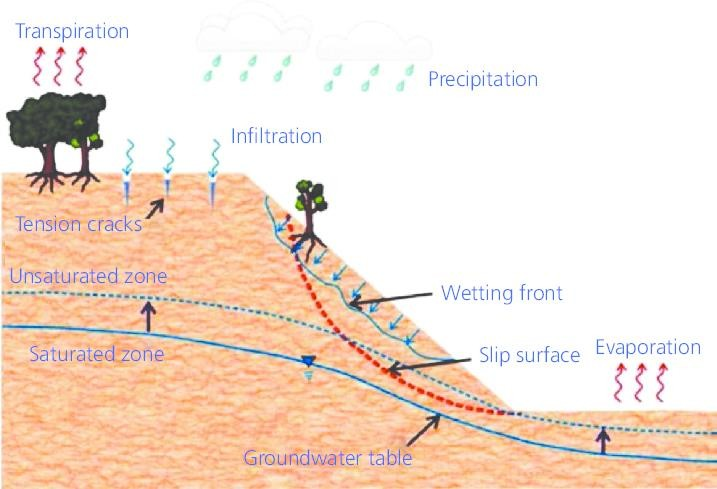 Transpiration
Precipitation
Infiltration
Tension cracks
Unsaturated zone
Wetting front
Saturated zone
Slip surface
Evaporation
Groundwater table